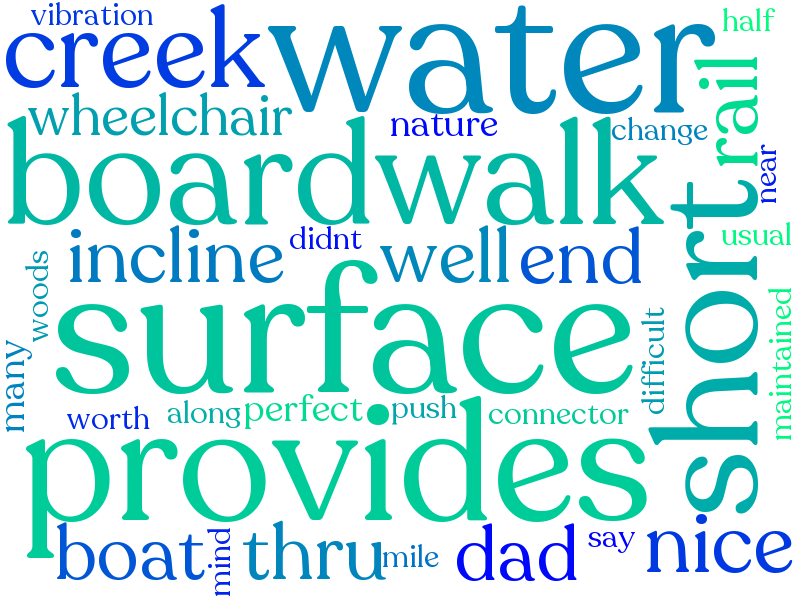 vibration
half
creek
water
rail
wheelchair
nature
change
near
boardwalk
short
incline
didnt
well
end
usual
woods
surface
difficult
maintained
many
worth
along
perfect
push
connector
provides
boat
mind
thru
mile
dad
say
nice